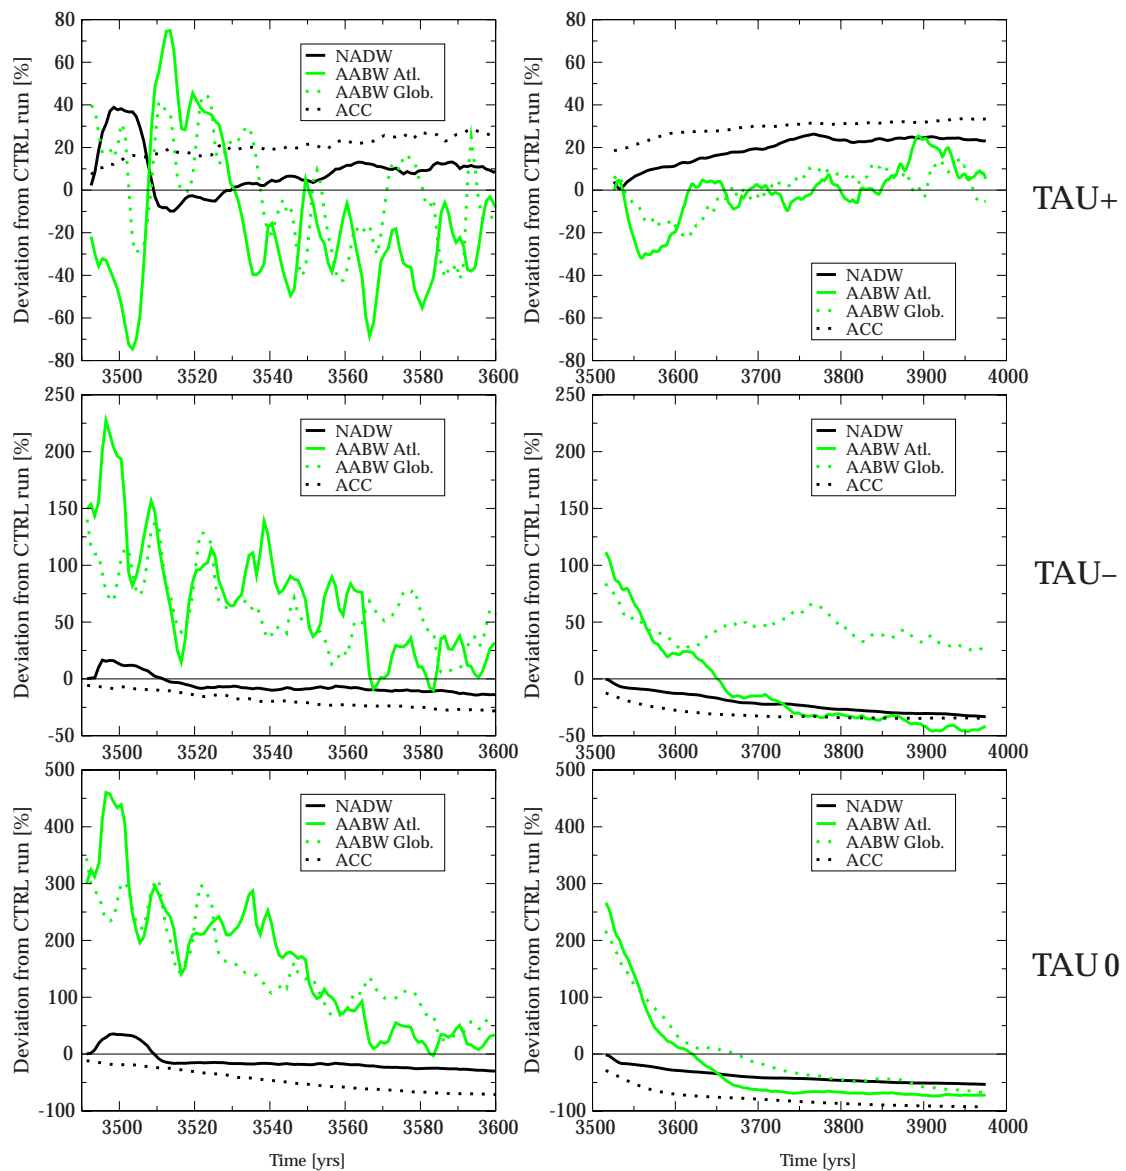 Deviation from CTRL run [%]
80
60
40
20
0
-20
-40
-60
-80
3500
3520
3540
3560
3580
3600
NADW
AABW Atl.
AABW Glob.
ACC
Deviation from CTRL run [%]
80
60
40
20
0
-20
-40
-60
-80
3500
3600
3700
3800
3900
4000
NADW
AABW Atl.
AABW Glob.
ACC
TAU+
Deviation from CTRL run [%]
250
200
150
100
50
0
-50
3500
3520
3540
3560
3580
3600
NADW
AABW Atl.
AABW Glob.
ACC
Deviation from CTRL run [%]
250
200
150
100
50
0
-50
3500
3600
3700
3800
3900
4000
NADW
AABW Atl.
AABW Glob.
ACC
TAU–
Deviation from CTRL run [%]
500
400
300
200
100
0
-100
3500
3520
3540
3560
3580
3600
Time [yrs]
NADW
AABW Atl.
AABW Glob.
ACC
Deviation from CTRL run [%]
500
400
300
200
100
0
-100
3500
3600
3700
3800
3900
4000
Time [yrs]
NADW
AABW Atl.
AABW Glob.
ACC
TAU 0